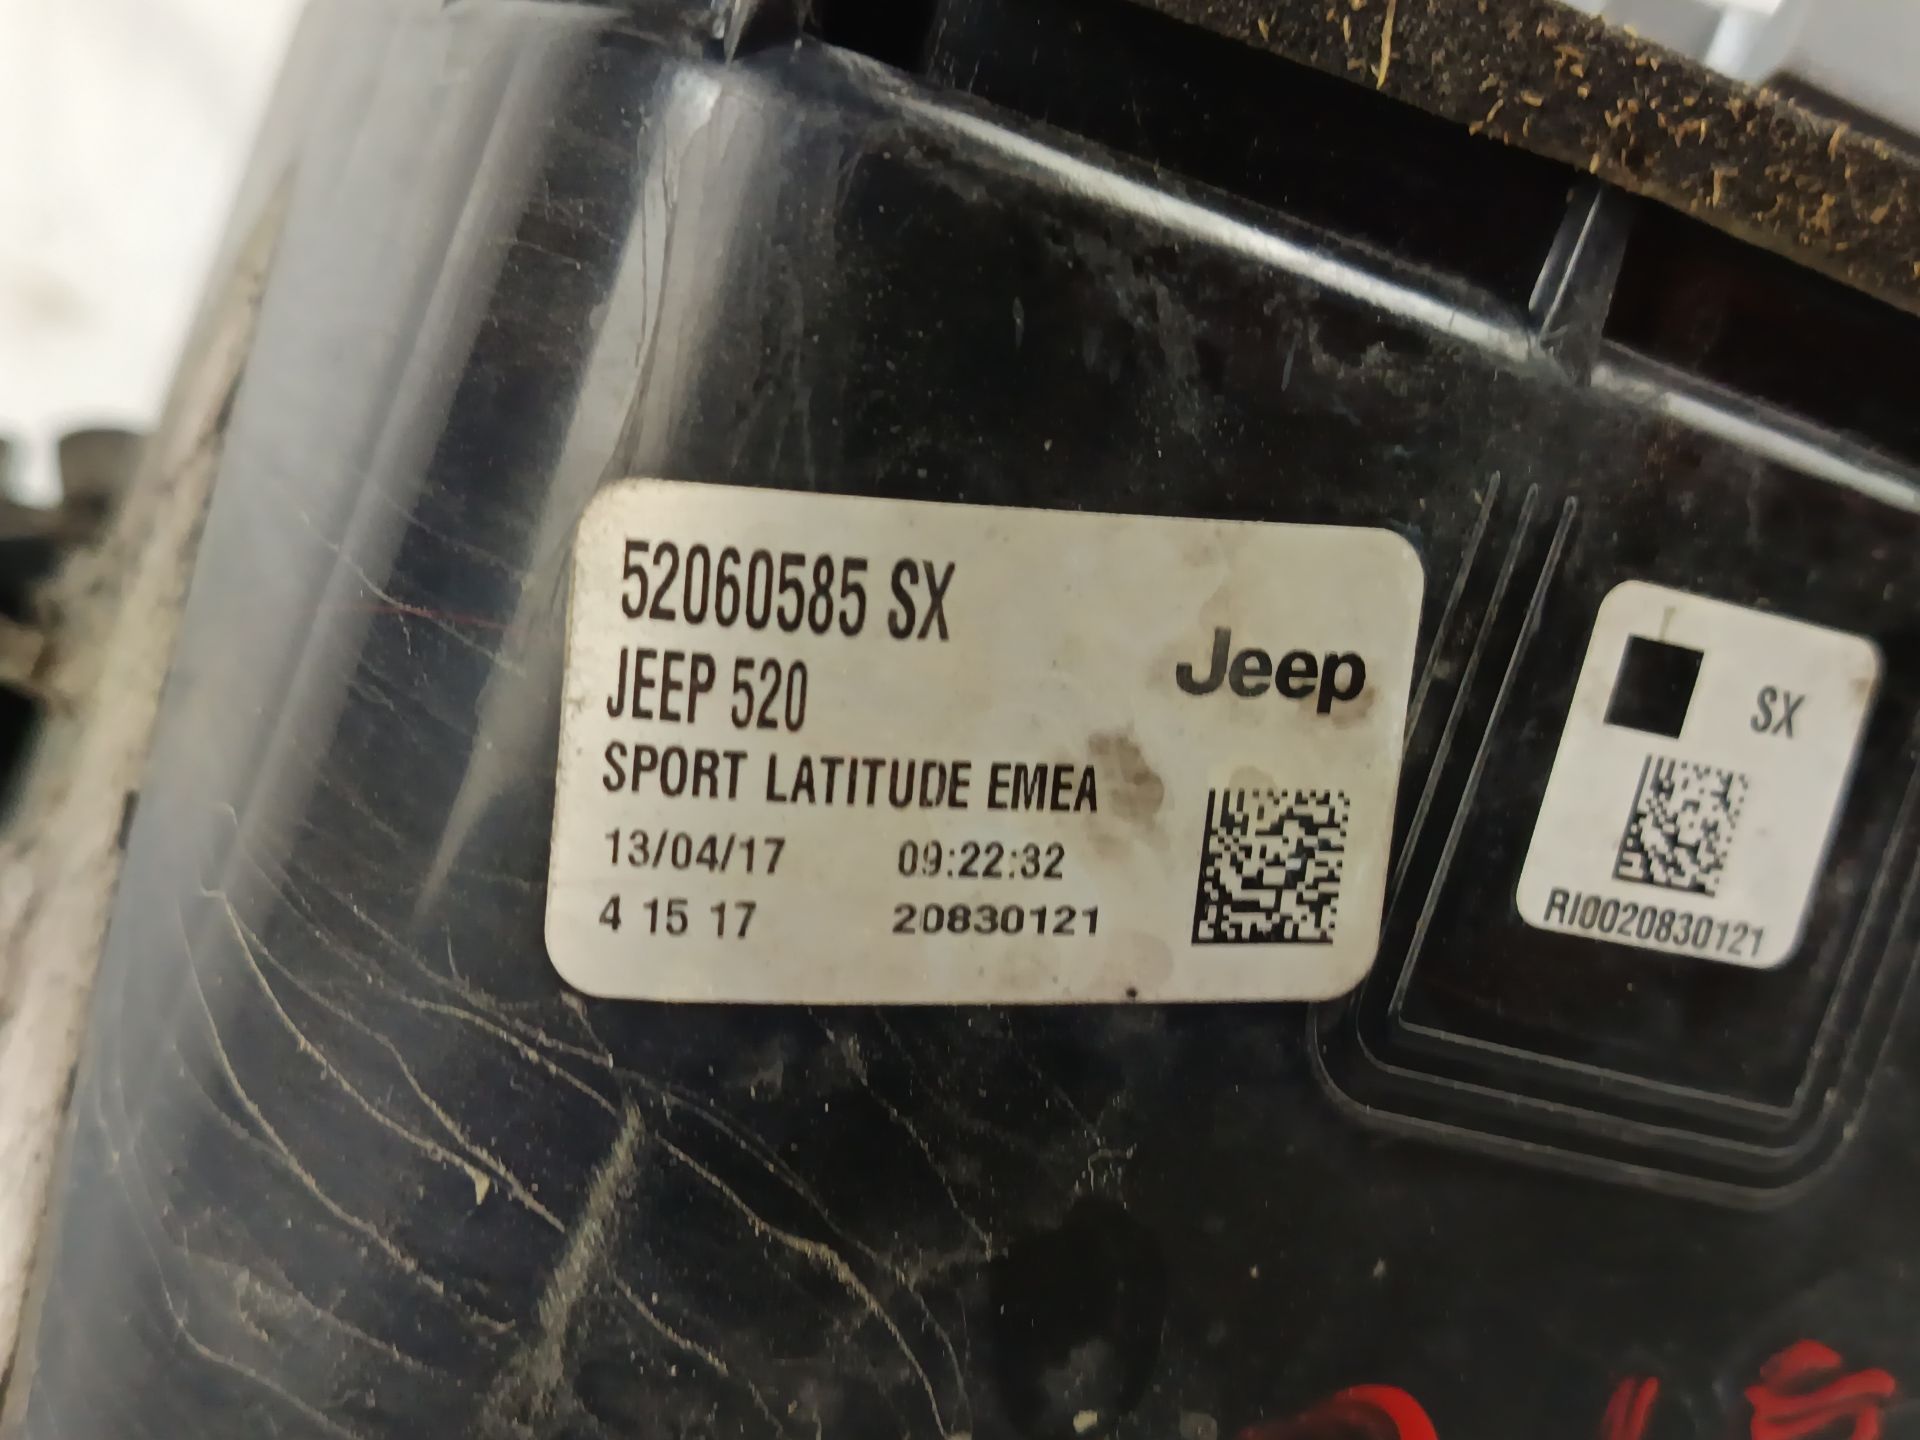 52060585 SX
JEEP 520
Jeep
SPORT LATITUDE EMEA
13/04/17 09:22:32
4 15 17 20830121
SX
RI0020830121